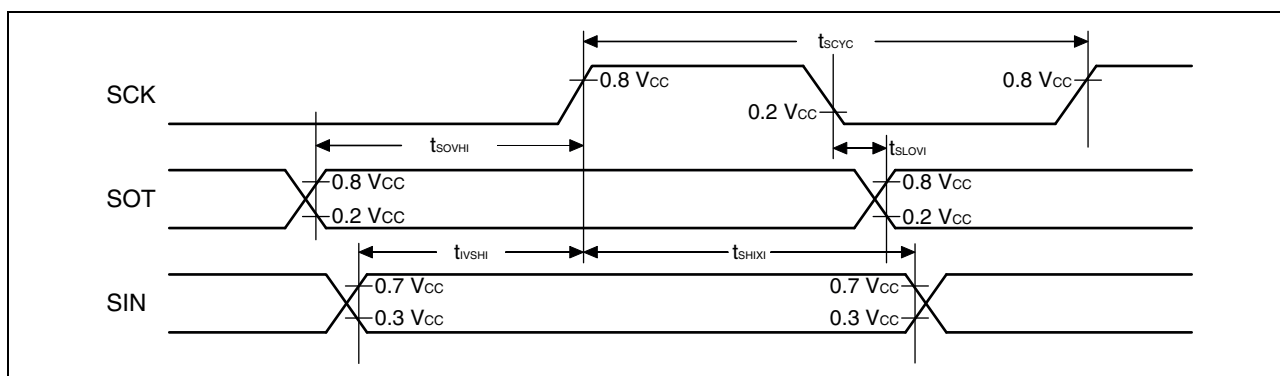 tSCYC
SCK
0.8 VCC
0.8 VCC
0.2 VCC
tSOVHI
tSLOVI
SOT
0.8 VCC
0.8 VCC
0.2 VCC
0.2 VCC
tIVSHI
tSHIXI
SIN
0.7 VCC
0.7 VCC
0.3 VCC
0.3 VCC